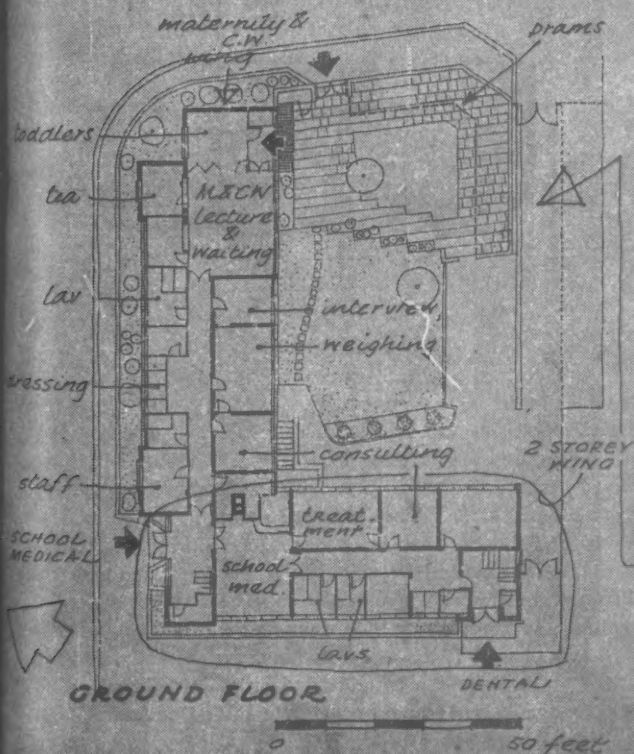 maternity &
C.W.
wing
prams
toddlers
tea
M&CW
lecture
&
waiting
lav
interview
weighing
dressing
consulting
2 STOREY
WING
staff
treat-
ment
SCHOOL
MEDICAL
school
med.
lavs
DENTAL
GROUND FLOOR
0 50 feet